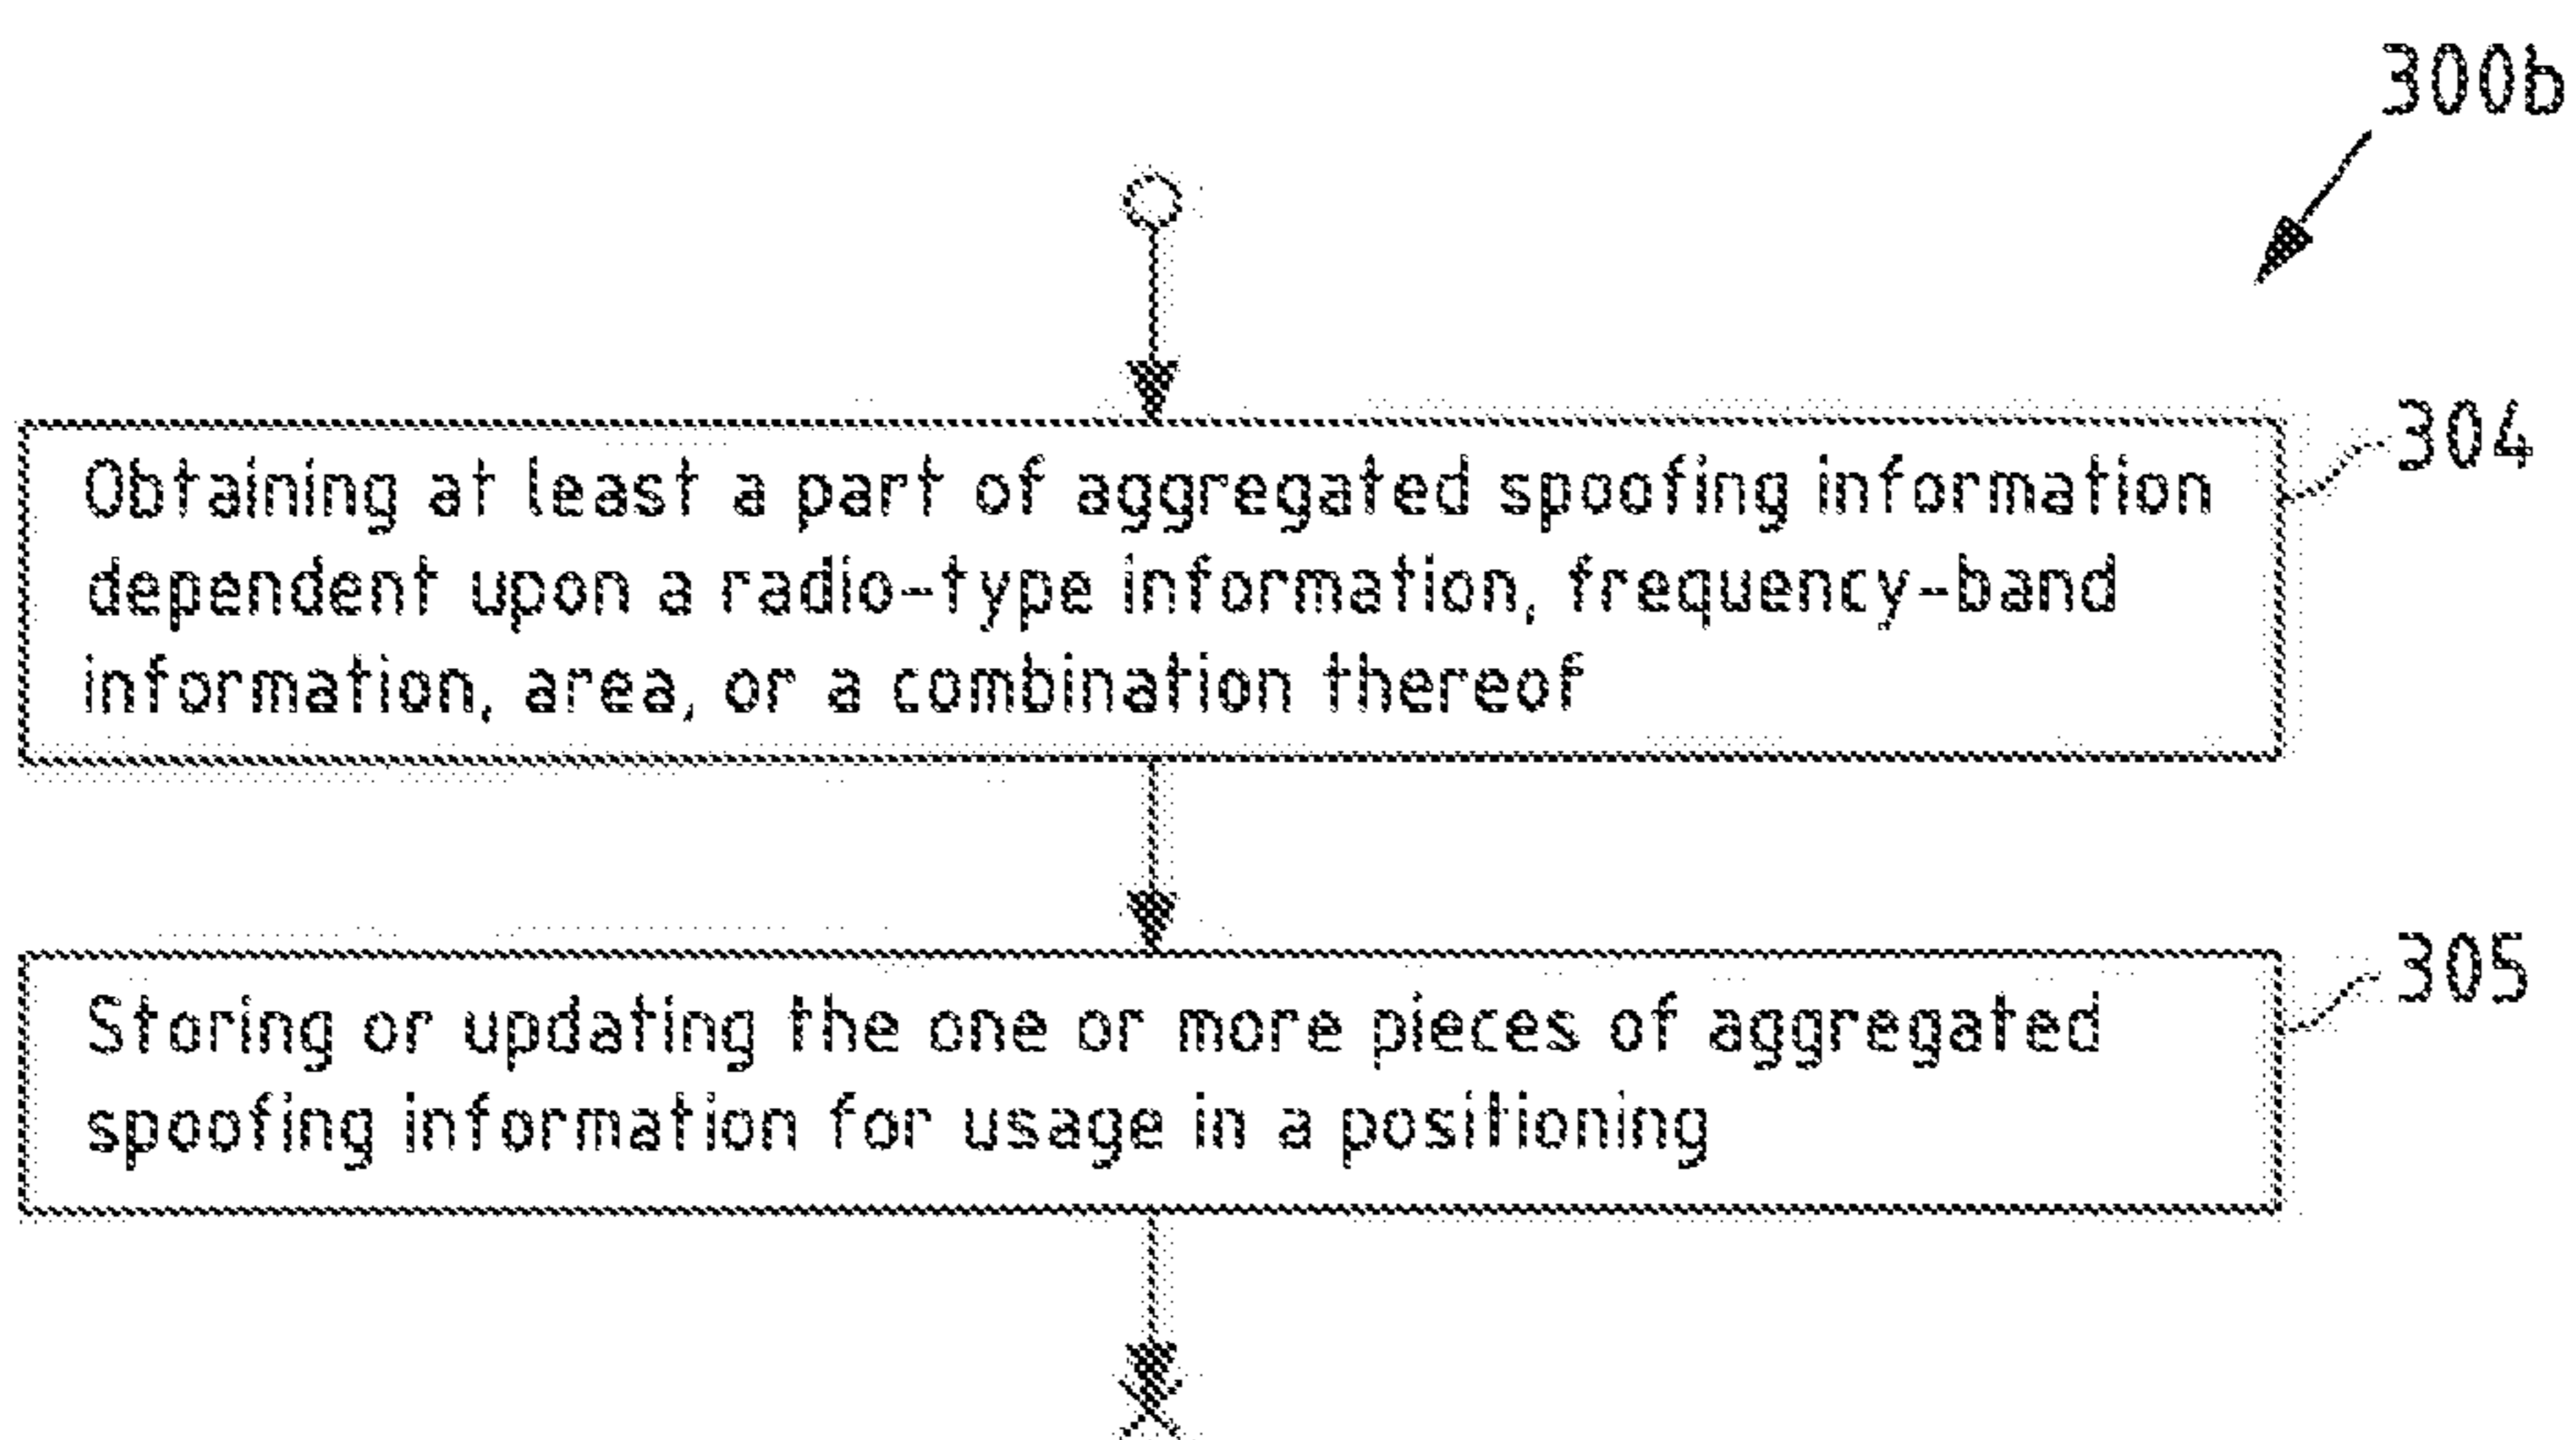 300b
304
Obtaining at least a part of aggregated spoofing information
dependent upon a radio-type information, frequency-band
information, area, or a combination thereof
305
Storing or updating the one or more pieces of aggregated
spoofing information for usage in a positioning